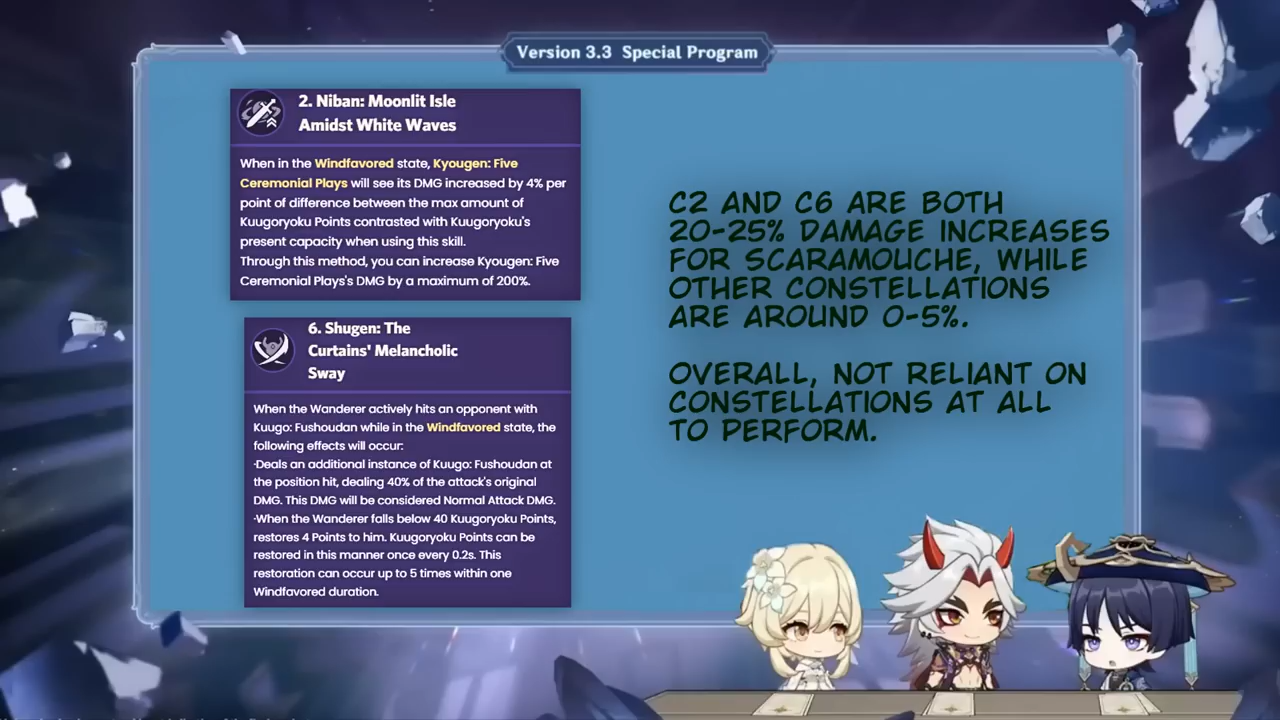 Version 3.3 Special Program
2. Niban: Moonlit Isle
Amidst White Waves
When in the Windfavored state, Kyougen: Five
Ceremonial Plays will see its DMG increased by 4% per
point of difference between the max amount of
Kuugoryoku Points contrasted with Kuugoryoku's
present capacity when using this skill.
Through this method, you can increase Kyougen: Five
Ceremonial Plays's DMG by a maximum of 200%.
6. Shugen: The
Curtains' Melancholic
Sway
When the Wanderer actively hits an opponent with
Kuugo: Fushoudan while in the Windfavored state, the
following effects will occur:
·Deals an additional instance of Kuugo: Fushoudan at
the position hit, dealing 40% of the attack's original
DMG. This DMG will be considered Normal Attack DMG.
·When the Wanderer falls below 40 Kuugoryoku Points,
restores 4 Points to him. Kuugoryoku Points can be
restored in this manner once every 0.2s. This
restoration can occur up to 5 times within one
Windfavored duration.
C2 AND C6 ARE BOTH
20-25% DAMAGE INCREASES
FOR SCARAMOUCHE, WHILE
OTHER CONSTELLATIONS
ARE AROUND 0-5%.
OVERALL, NOT RELIANT ON
CONSTELLATIONS AT ALL
TO PERFORM.